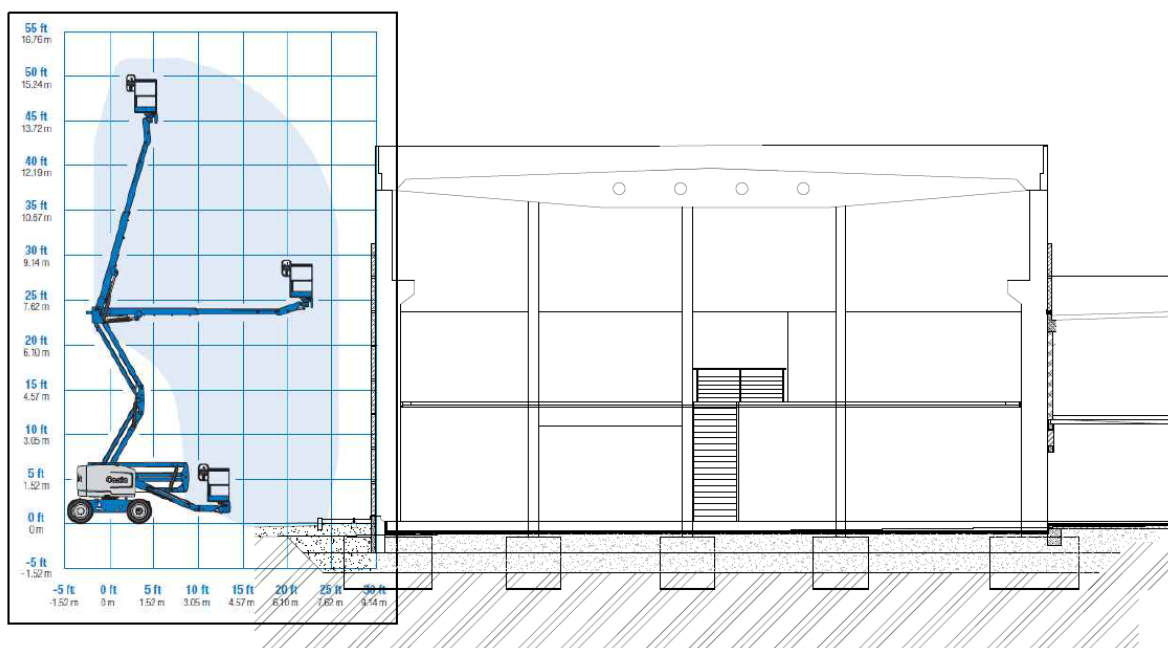 55 ft
16.76 m
50 ft
15.24 m
45 ft
13.72 m
40 ft
12.19 m
35 ft
10.67 m
30 ft
9.14 m
25 ft
7.62 m
20 ft
6.10 m
15 ft
4.57 m
10 ft
3.05 m
5 ft
1.52 m
Genie
0 ft
0 m
-5 ft
-1.52 m
-5 ft 0 ft 5 ft 10 ft 15 ft 20 ft 25 ft 30 ft
-1.52 m 0 m 1.52 m 3.05 m 4.57 m 6.10 m 7.62 m 9.14 m